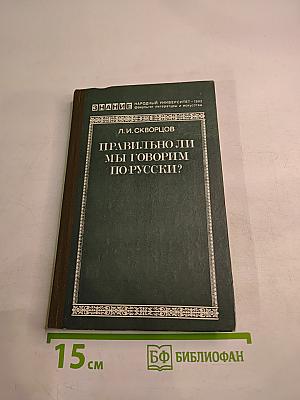 ЗНАНИЕ НАРОДНЫЙ УНИВЕРСИТЕТ–1980
факультет литературы и искусства
Л. И. СКВОРЦОВ
ПРАВИЛЬНО ЛИ
МЫ ГОВОРИМ
ПО-РУССКИ?
15 см
БФ БИБЛИОФАН